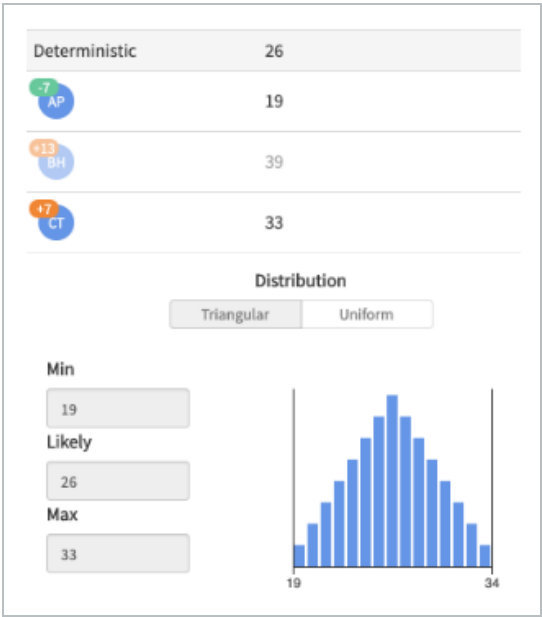 Deterministic 26
-7
AP 19
+13
BH 39
+7
CT 33
Distribution
Triangular Uniform
Min
19
Likely
26
Max
33
19 34